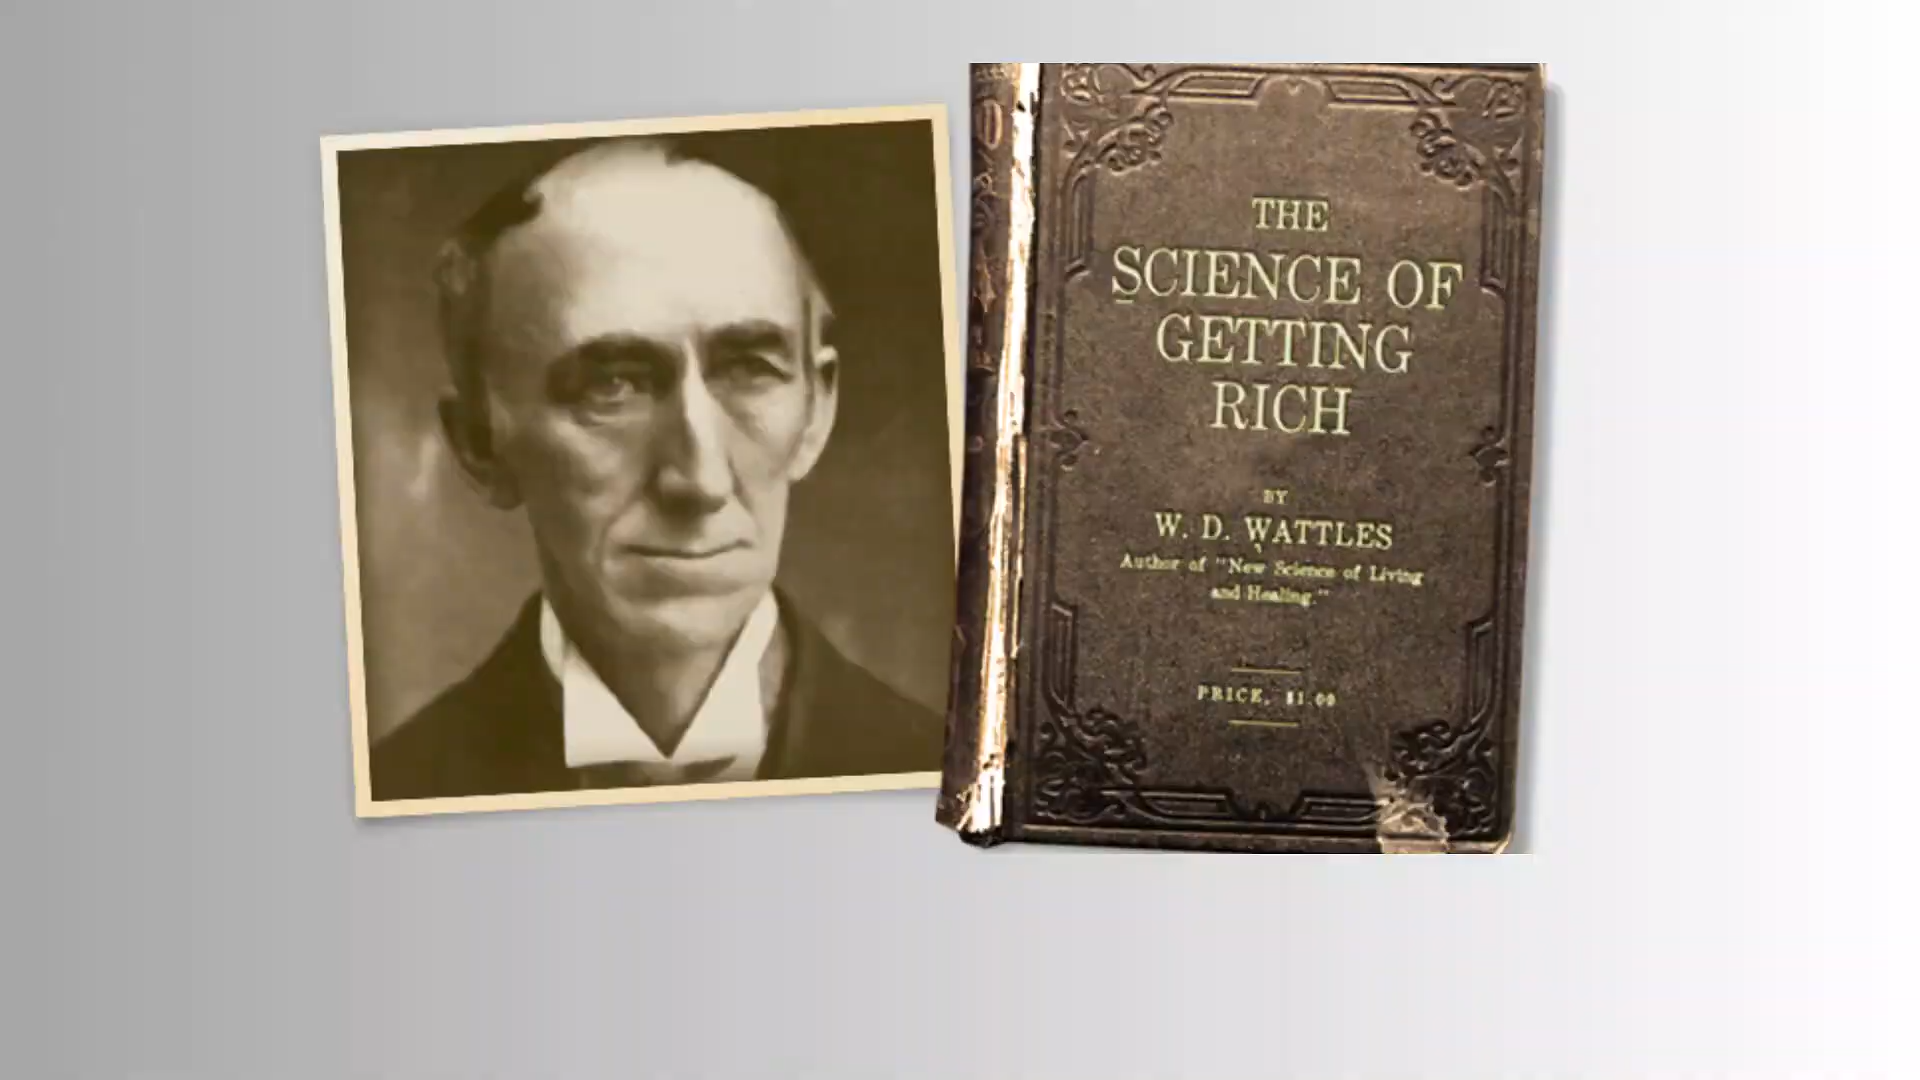 THE
SCIENCE OF
GETTING
RICH
BY
W. D. WATTLES
Author of "New Science of Living
and Healing."
PRICE, $1.00